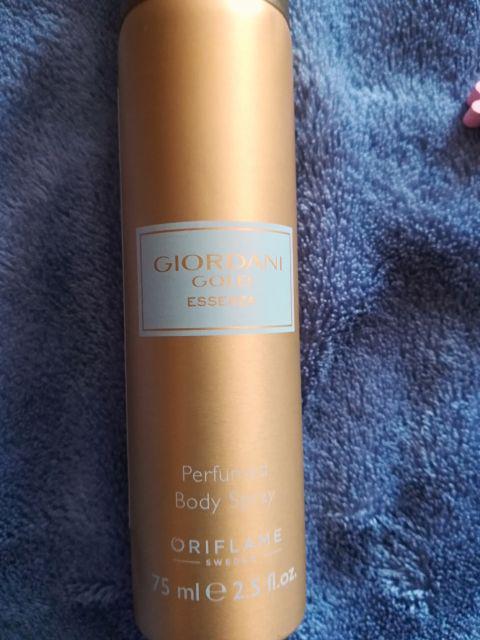 GIORDANI
GOLD
ESSENZA
Perfumed
Body Spray
ORIFLAME
SWEDEN
75 ml e 2.5 fl.oz.